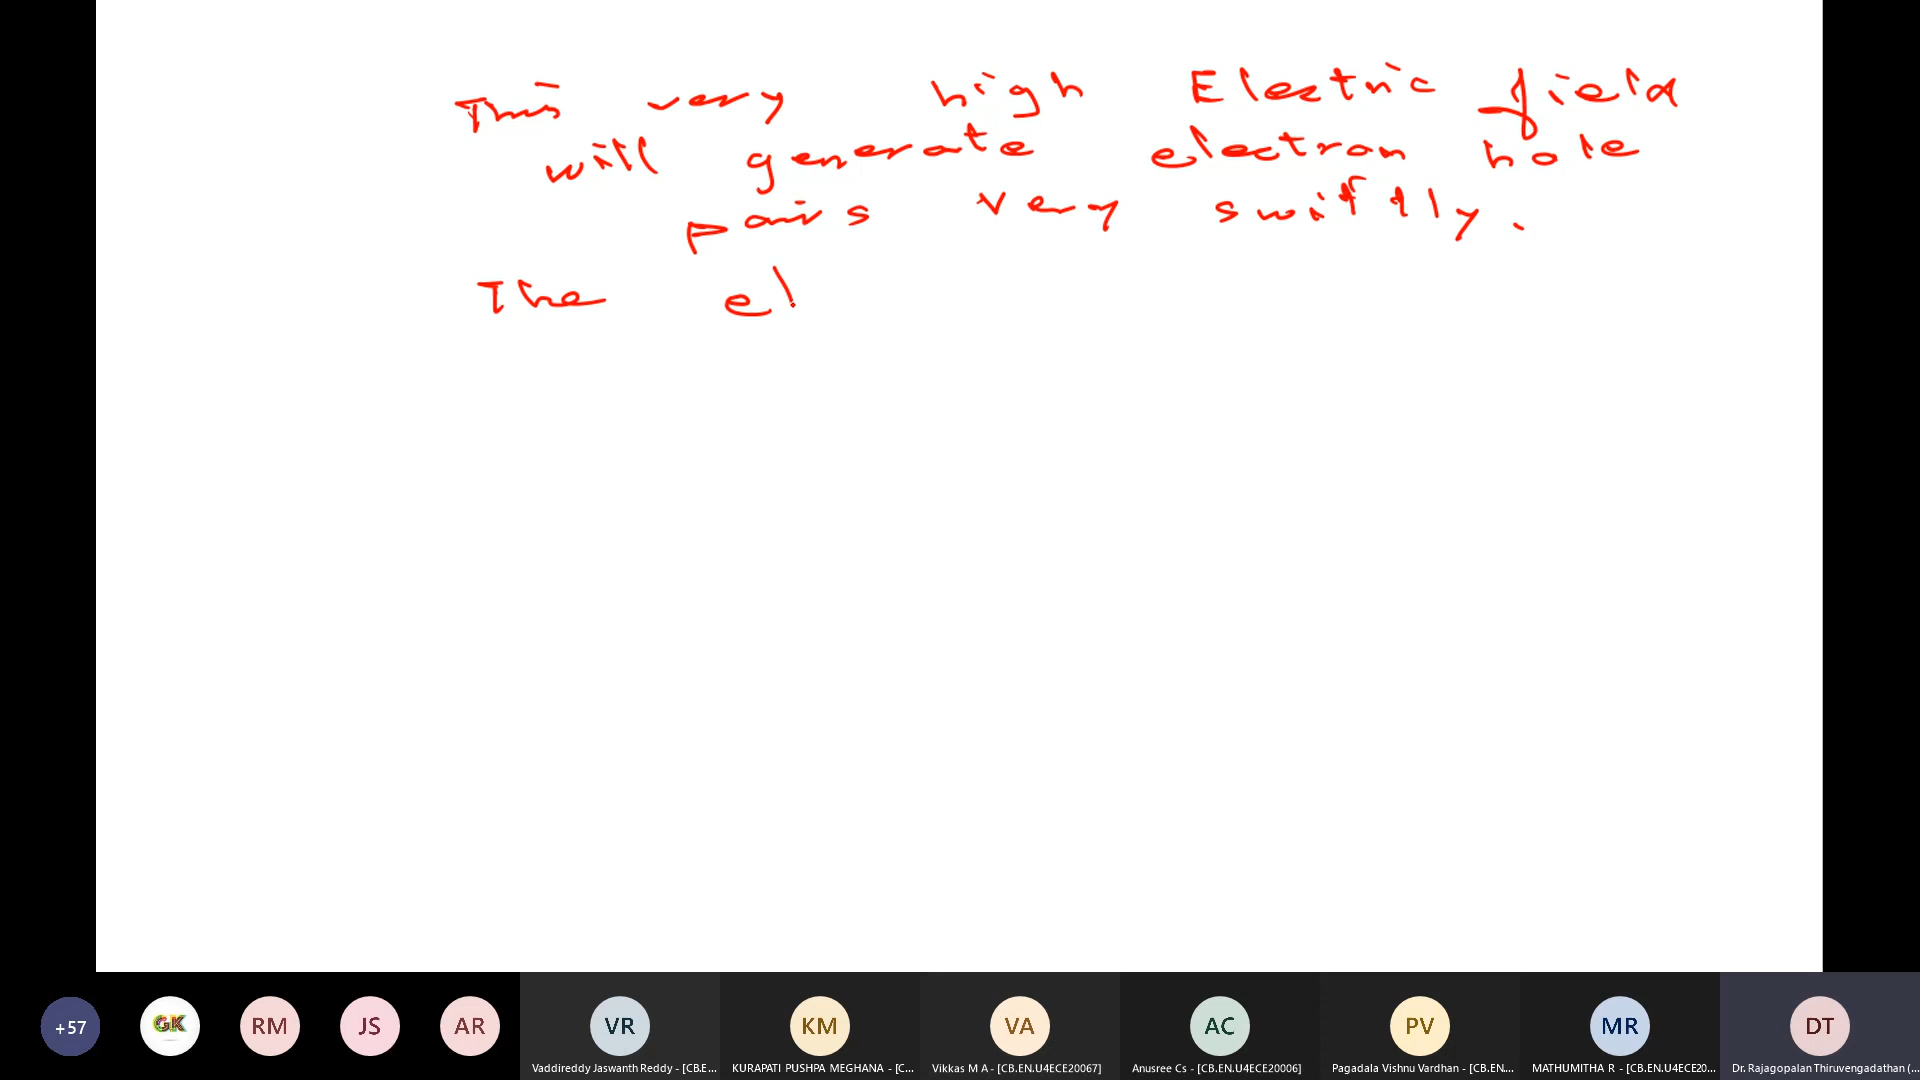 This very high Electric field
will generate electron hole
pairs very swiftly.
The el
+57
GK
RM
JS
AR
VR
KM
VA
AC
PV
MR
DT
Vaddireddy Jaswanth Reddy - [CB.E...
KURAPATI PUSHPA MEGHANA - [C...
Vikkas M A - [CB.EN.U4ECE20067]
Anusree Cs - [CB.EN.U4ECE20006]
Pagadala Vishnu Vardhan - [CB.EN....
MATHUMITHA R - [CB.EN.U4ECE20...
Dr. Rajagopalan Thiruvengadathan (...